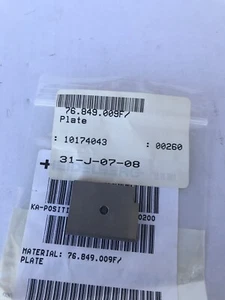 76.849.009F/
Plate
: 10174043 : 00260
31-J-07-08
KA-POSITI
0200
MATERIAL: 76.849.009F/
PLATE